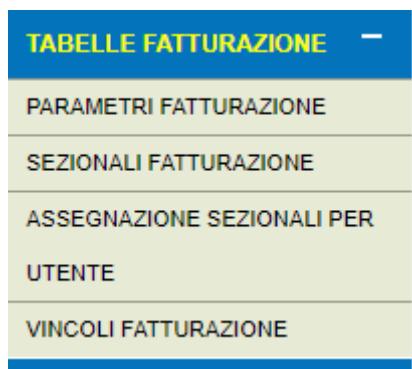 TABELLE FATTURAZIONE
PARAMETRI FATTURAZIONE
SEZIONALI FATTURAZIONE
ASSEGNAZIONE SEZIONALI PER
UTENTE
VINCOLI FATTURAZIONE